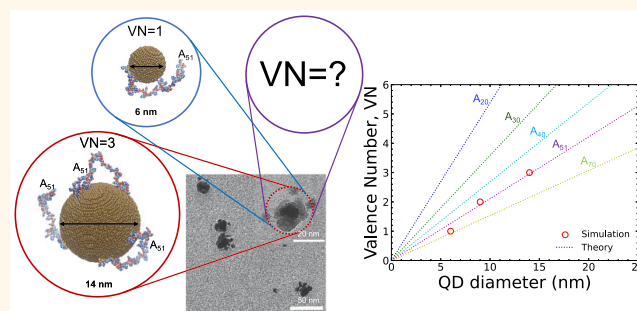 VN=1
A51
6 nm
VN=?
VN=3
A51
A51
A51
14 nm
20 nm
50 nm
Valence Number, VN
6
5
4
3
2
1
0
A20
A30
A40
A51
A70
Simulation
Theory
0 5 10 15 20 25
QD diameter (nm)